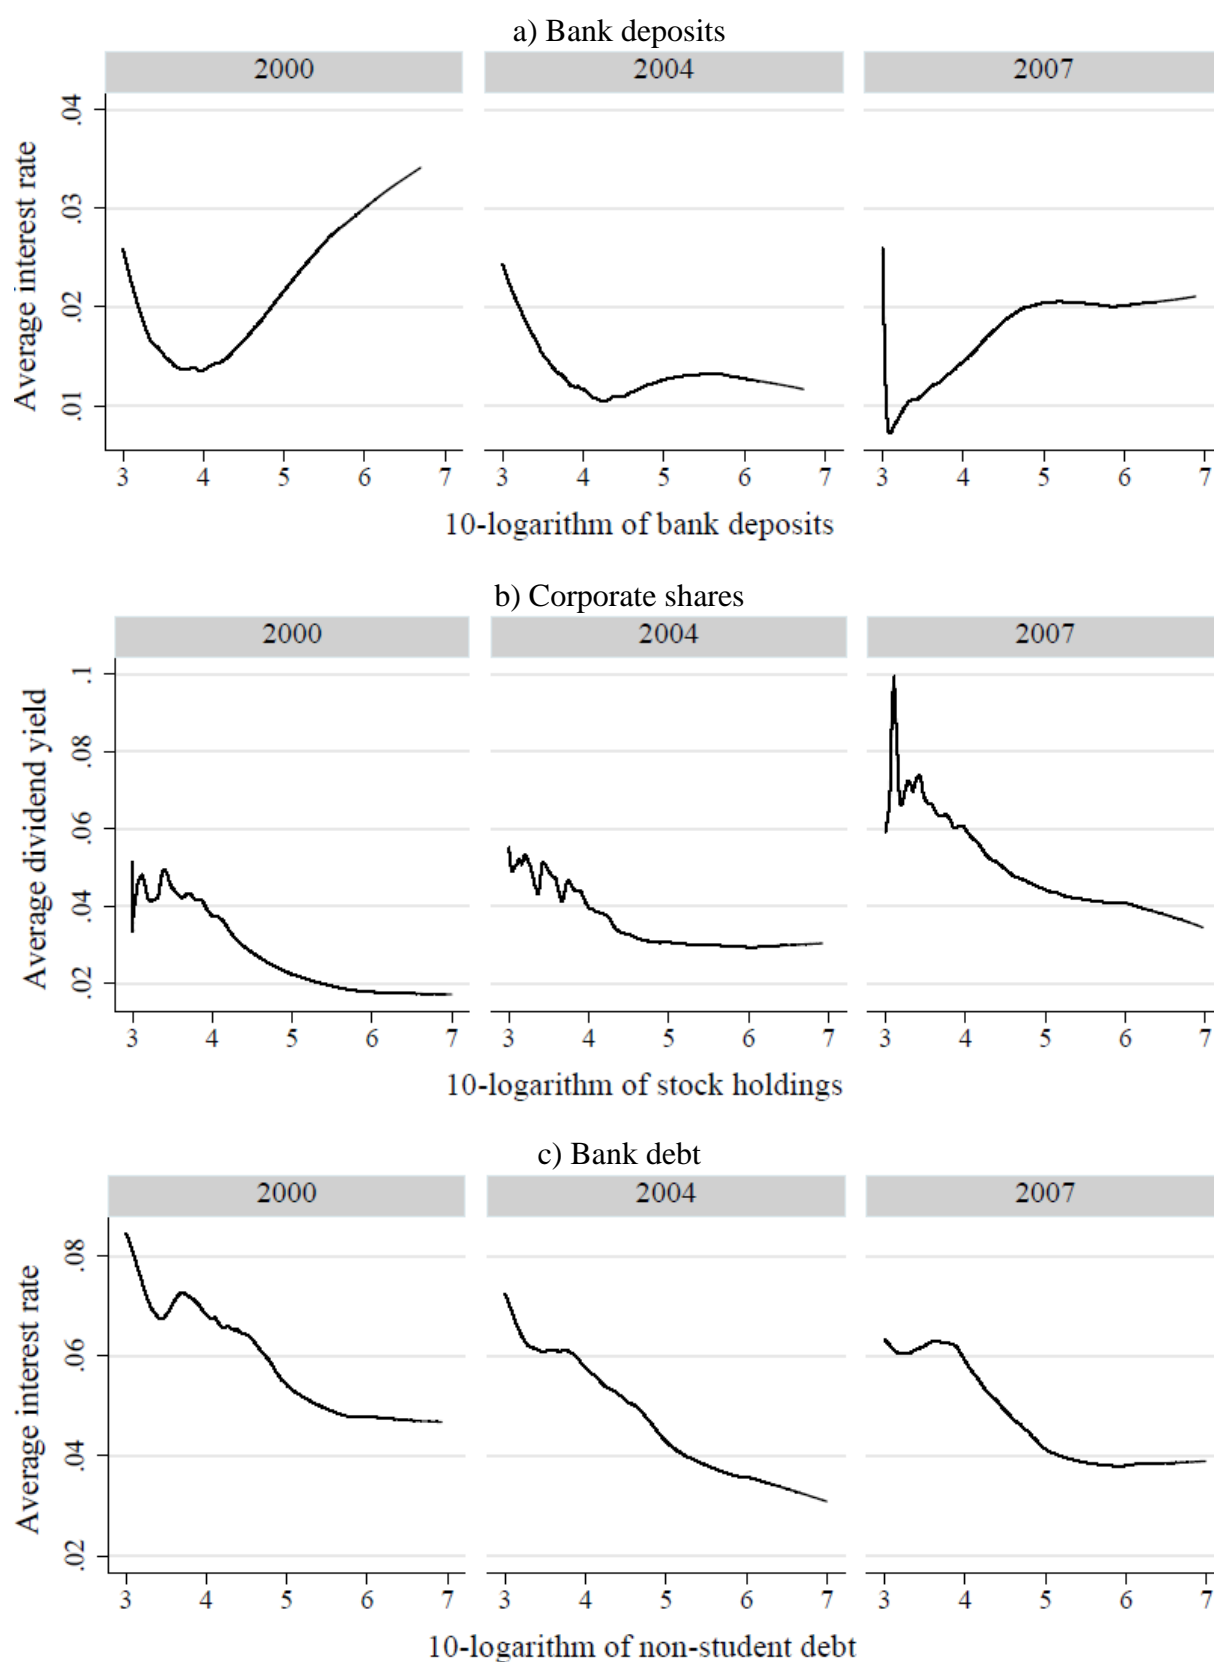 a) Bank deposits
2000 2004 2007
Average interest rate
.04
.03
.02
.01
3 4 5 6 7 3 4 5 6 7 3 4 5 6 7
10-logarithm of bank deposits
b) Corporate shares
2000 2004 2007
Average dividend yield
.1
.08
.06
.04
.02
3 4 5 6 7 3 4 5 6 7 3 4 5 6 7
10-logarithm of stock holdings
c) Bank debt
2000 2004 2007
Average interest rate
.08
.06
.04
.02
3 4 5 6 7 3 4 5 6 7 3 4 5 6 7
10-logarithm of non-student debt